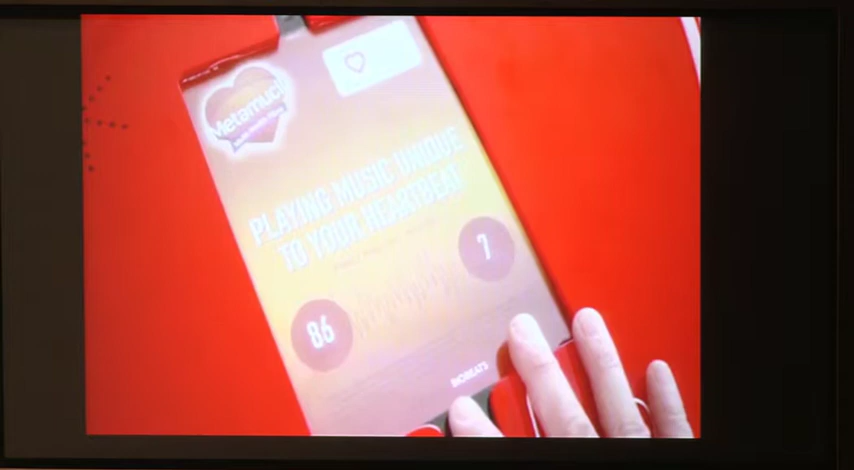 Metamucil
PLAYING MUSIC UNIQUE
TO YOUR HEARTBEAT
7
86
BIOBEATS